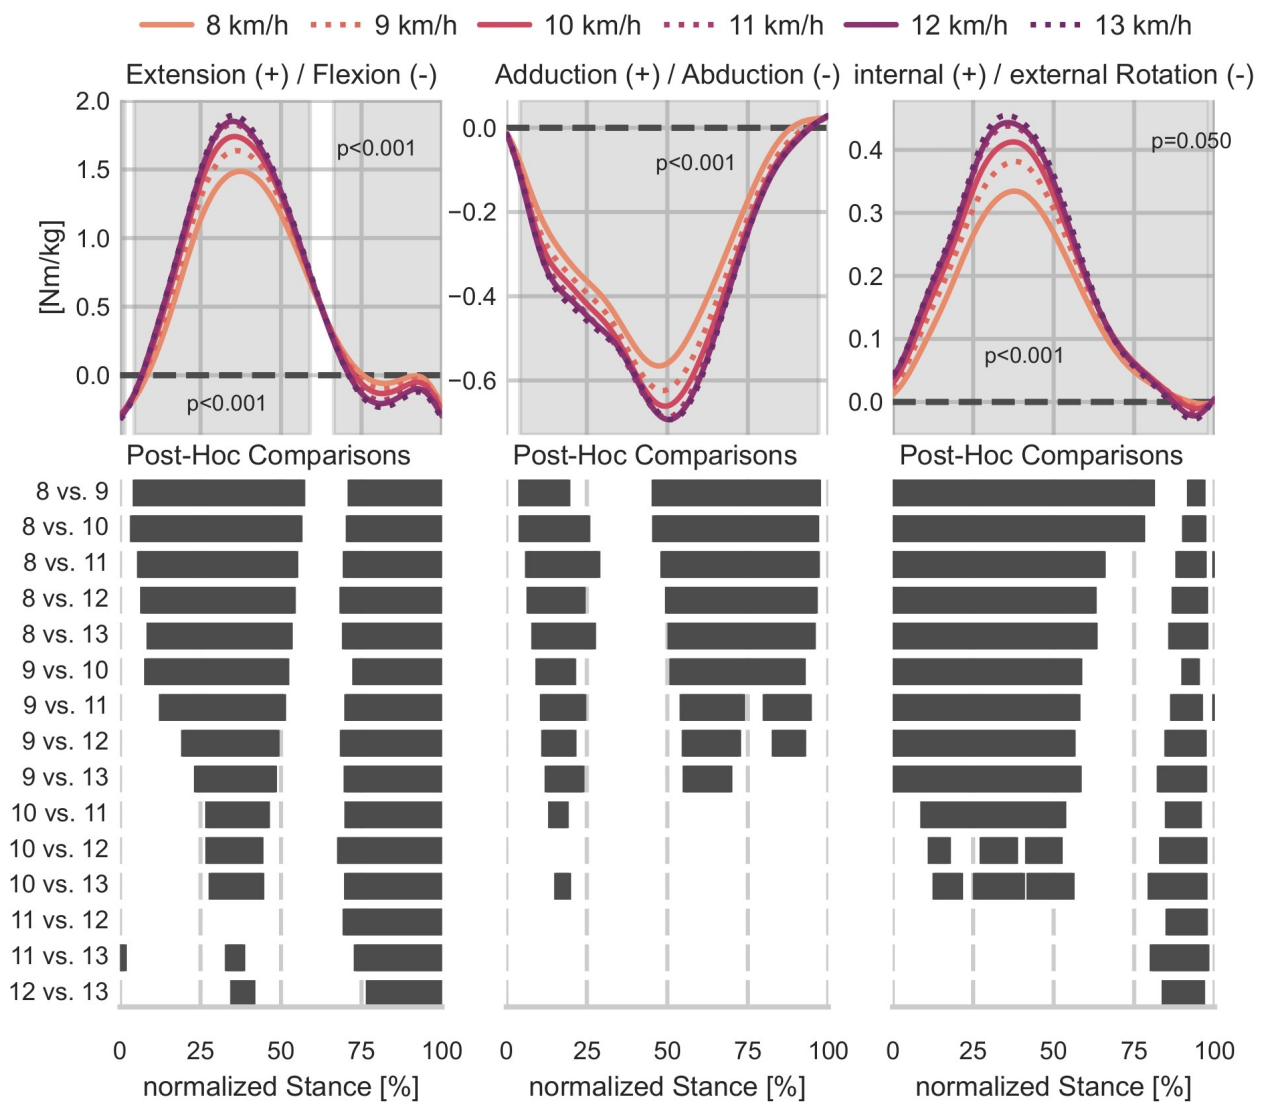 8 km/h 9 km/h 10 km/h 11 km/h 12 km/h 13 km/h
Extension (+) / Flexion (-) Adduction (+) / Abduction (-) internal (+) / external Rotation (-)
[Nm/kg]
2.0
1.5
1.0
0.5
0.0
p<0.001
p<0.001
0.0
−0.2
−0.4
−0.6
p<0.001
0.4
0.3
0.2
0.1
0.0
p=0.050
p<0.001
Post-Hoc Comparisons Post-Hoc Comparisons Post-Hoc Comparisons
8 vs. 9
8 vs. 10
8 vs. 11
8 vs. 12
8 vs. 13
9 vs. 10
9 vs. 11
9 vs. 12
9 vs. 13
10 vs. 11
10 vs. 12
10 vs. 13
11 vs. 12
11 vs. 13
12 vs. 13
0 25 50 75 100 0 25 50 75 100 0 25 50 75 100
normalized Stance [%] normalized Stance [%] normalized Stance [%]